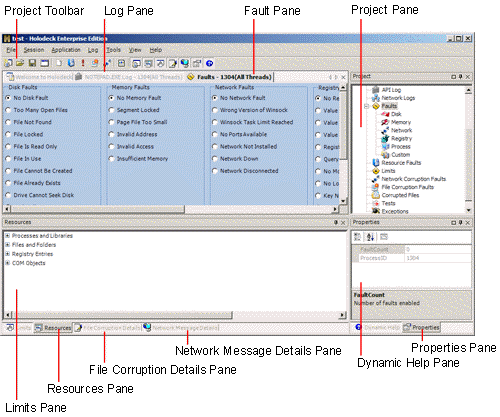 Project Toolbar
Log Pane
Fault Pane
Project Pane
test - Holodeck Enterprise Edition
File Session Application Log Tools View Help
Welcome to Holodeck NOTEPAD.EXE Log - 1304(All Threads) Faults - 1304(All Threads)
Project
Disk Faults
No Disk Fault
Too Many Open Files
File Not Found
File Locked
File Is Read Only
File In Use
File Cannot Be Created
File Already Exists
Drive Cannot Seek Disk
Memory Faults
No Memory Fault
Segment Locked
Page File Too Small
Invalid Address
Invalid Access
Insufficient Memory
Network Faults
No Network Fault
Wrong Version of Winsock
Winsock Task Limit Reached
No Ports Available
Network Not Installed
Network Down
Network Disconnected
Registry
No Re
Value
Value
Value
Regist
Query
No Mo
No Lo
Key N
API Log
Network Logs
Faults
Disk
Memory
Network
Registry
Process
Custom
Resource Faults
Limits
Network Corruption Faults
File Corruption Faults
Corrupted Files
Tests
Exceptions
Resources
Processes and Libraries
Files and Folders
Registry Entries
COM Objects
Properties
FaultCount 0
ProcessID 1304
FaultCount
Number of faults enabled
Limits Resources File Corruption Details Network Message Details
Dynamic Help Properties
Network Message Details Pane
Properties Pane
File Corruption Details Pane
Dynamic Help Pane
Resources Pane
Limits Pane